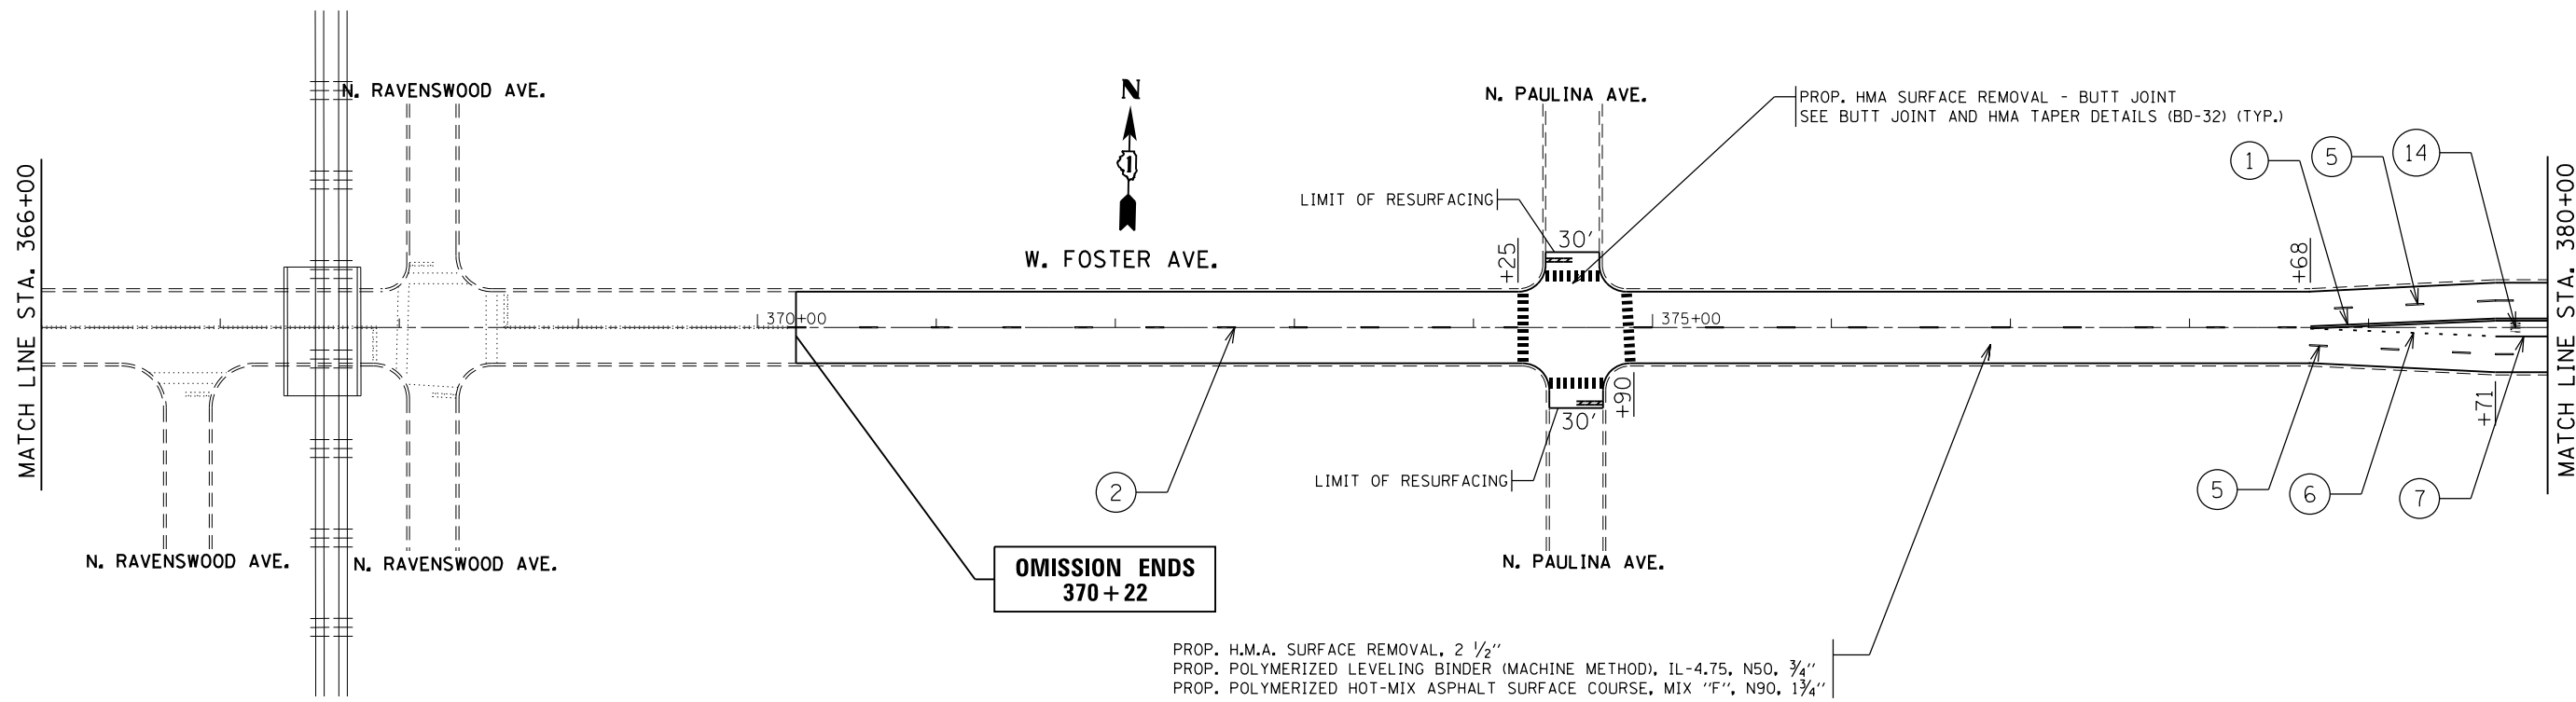 MATCH LINE STA. 366+00
N. RAVENSWOOD AVE.
N. RAVENSWOOD AVE.
N. RAVENSWOOD AVE.
N
1
W. FOSTER AVE.
370+00
OMISSION ENDS
370+22
2
N. PAULINA AVE.
LIMIT OF RESURFACING
30'
+25
PROP. HMA SURFACE REMOVAL - BUTT JOINT
SEE BUTT JOINT AND HMA TAPER DETAILS (BD-32) (TYP.)
375+00
+90
30'
LIMIT OF RESURFACING
N. PAULINA AVE.
PROP. H.M.A. SURFACE REMOVAL, 2 1/2"
PROP. POLYMERIZED LEVELING BINDER (MACHINE METHOD), IL-4.75, N50, 3/4"
PROP. POLYMERIZED HOT-MIX ASPHALT SURFACE COURSE, MIX "F", N90, 1 3/4"
1
5
14
+68
+71
5
6
7
MATCH LINE STA. 380+00